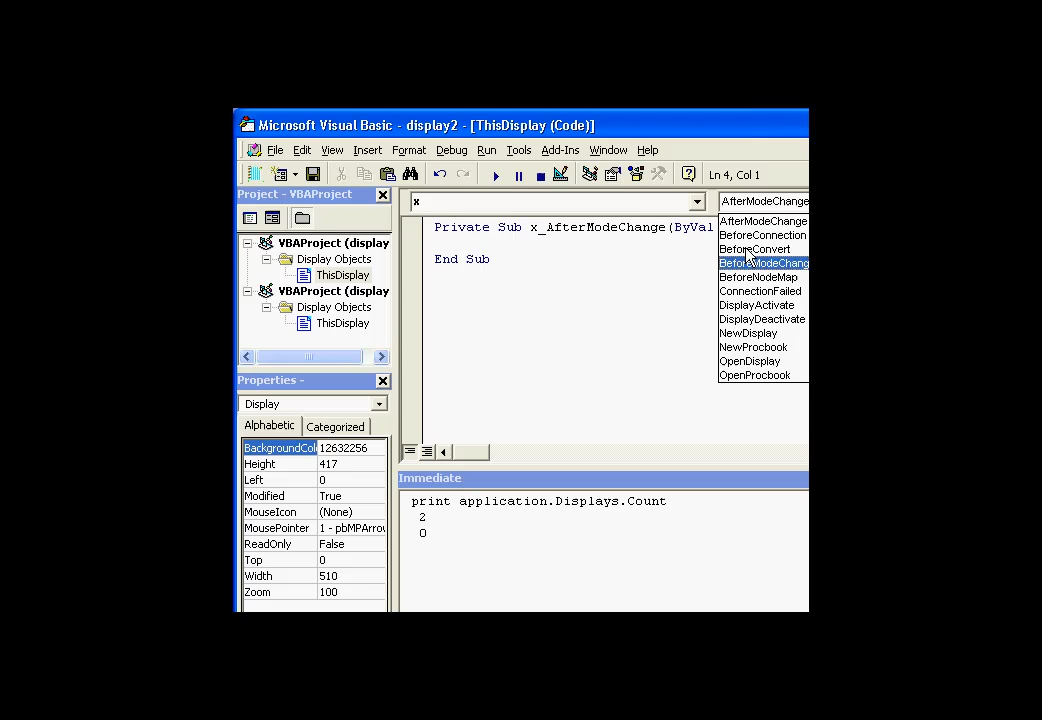 Microsoft Visual Basic - display2 - [ThisDisplay (Code)]
File Edit View Insert Format Debug Run Tools Add-Ins Window Help
Ln 4, Col 1
Project - VBAProject
VBAProject (display
Display Objects
ThisDisplay
VBAProject (display
Display Objects
ThisDisplay
Properties -
Display
Alphabetic Categorized
BackgroundCol 12632256
Height 417
Left 0
Modified True
MouseIcon (None)
MousePointer 1 - pbMPArrow
ReadOnly False
Top 0
Width 510
Zoom 100
x
AfterModeChange
Private Sub x_AfterModeChange(ByVal
End Sub
AfterModeChange
BeforeConnection
BeforeConvert
BeforeModeChang
BeforeNodeMap
ConnectionFailed
DisplayActivate
DisplayDeactivate
NewDisplay
NewProcbook
OpenDisplay
OpenProcbook
Immediate
print application.Displays.Count
2
0